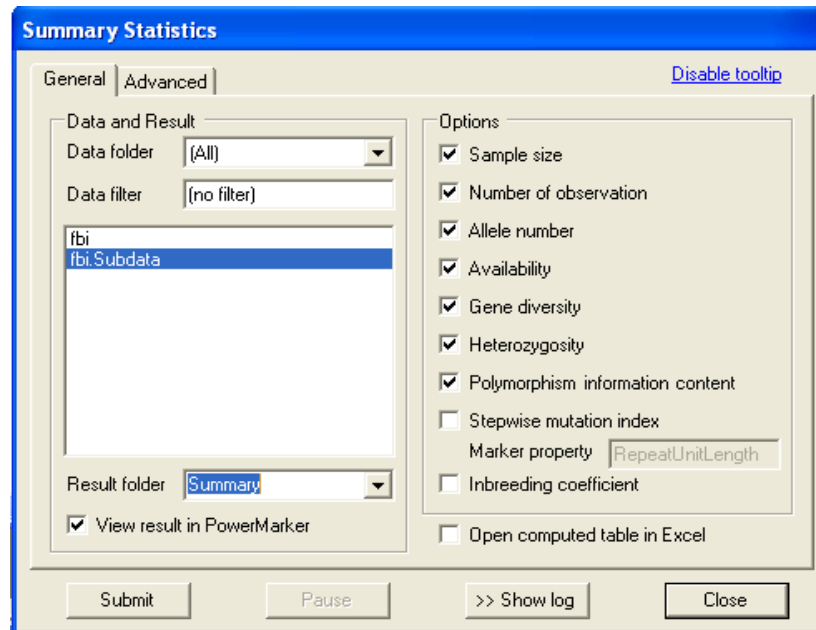 Summary Statistics
General
Advanced
Disable tooltip
Data and Result
Data folder
(All)
Data filter
(no filter)
fbi
fbi.Subdata
Result folder
Summary
View result in PowerMarker
Options
Sample size
Number of observation
Allele number
Availability
Gene diversity
Heterozygosity
Polymorphism information content
Stepwise mutation index
Marker property
RepeatUnitLength
Inbreeding coefficient
Open computed table in Excel
Submit
Pause
>> Show log
Close